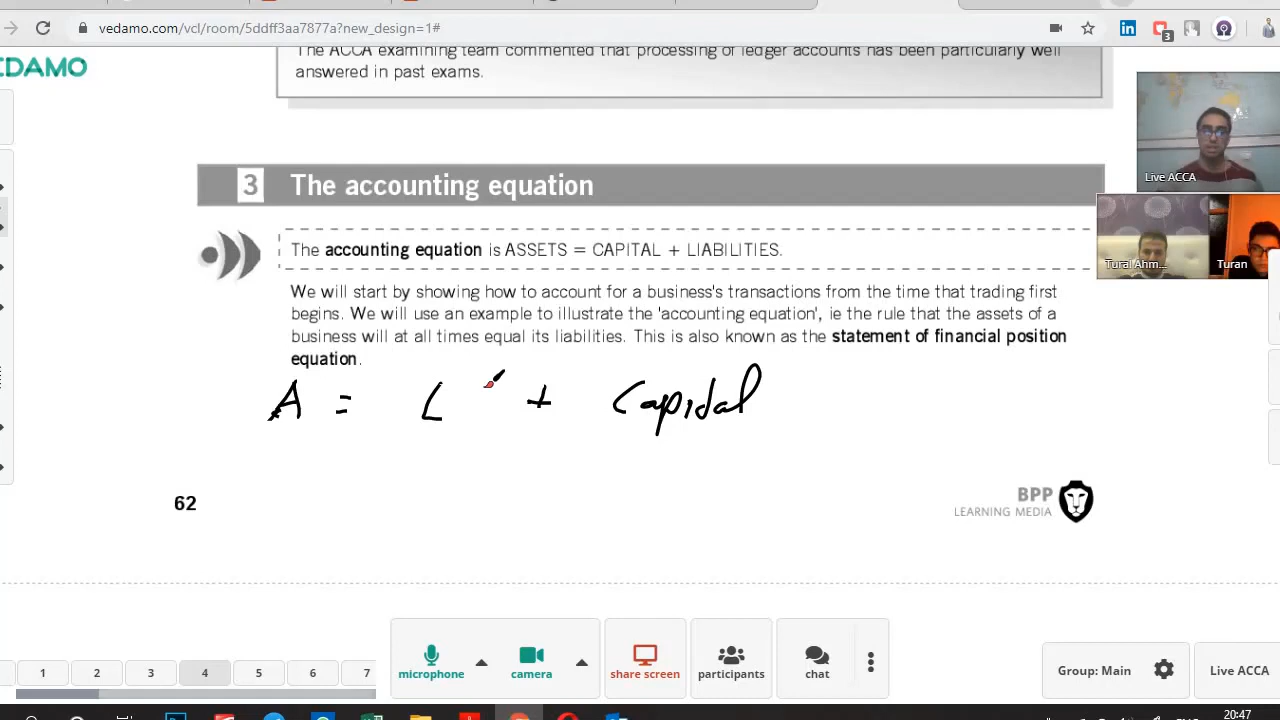 vedamo.com/vcl/room/5ddff3aa7877a?new_design=1#
3
EDAMO
The ACCA examining team commented that processing of ledger accounts has been particularly well
answered in past exams.
Live ACCA
3 The accounting equation
The accounting equation is ASSETS = CAPITAL + LIABILITIES.
Tural Ahm...
Turan
We will start by showing how to account for a business's transactions from the time that trading first
begins. We will use an example to illustrate the 'accounting equation', ie the rule that the assets of a
business will at all times equal its liabilities. This is also known as the statement of financial position
equation.
A = L + Capital
62
BPP
LEARNING MEDIA
1 2 3 4 5 6 7
microphone camera share screen participants chat
Group: Main
Live ACCA
20:47